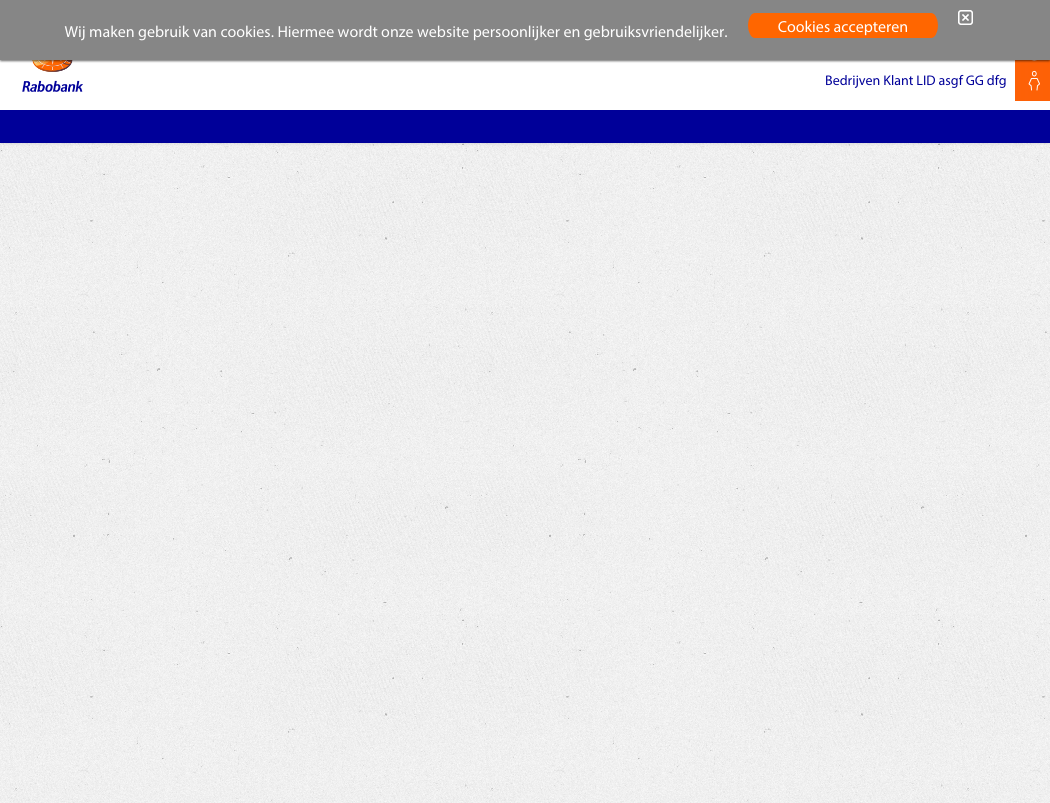 Wij maken gebruik van cookies. Hiermee wordt onze website persoonlijker en gebruiksvriendelijker.
Cookies accepteren
Rabobank
Bedrijven Klant LID asgf GG dfg